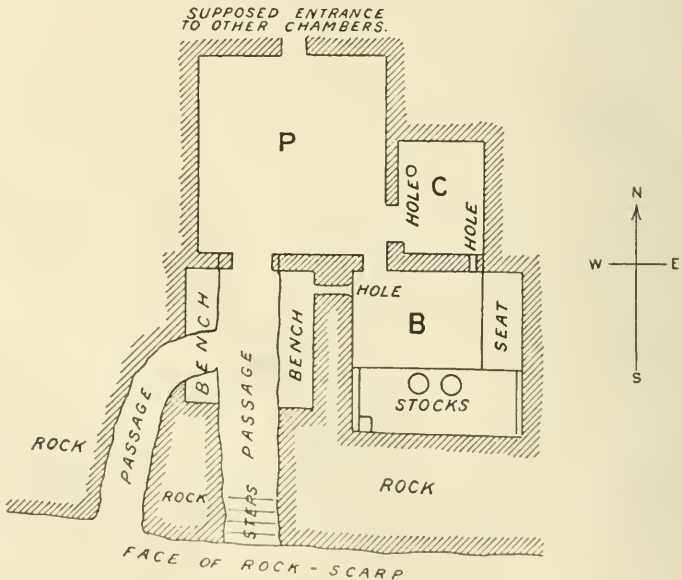 SUPPOSED ENTRANCE
TO OTHER CHAMBERS.
P
C
HOLE
HOLE
N
W
E
S
HOLE
BENCH
BENCH
B
SEAT
STOCKS
PASSAGE
PASSAGE
ROCK
ROCK
ROCK
STEPS
FACE OF ROCK-SCARP